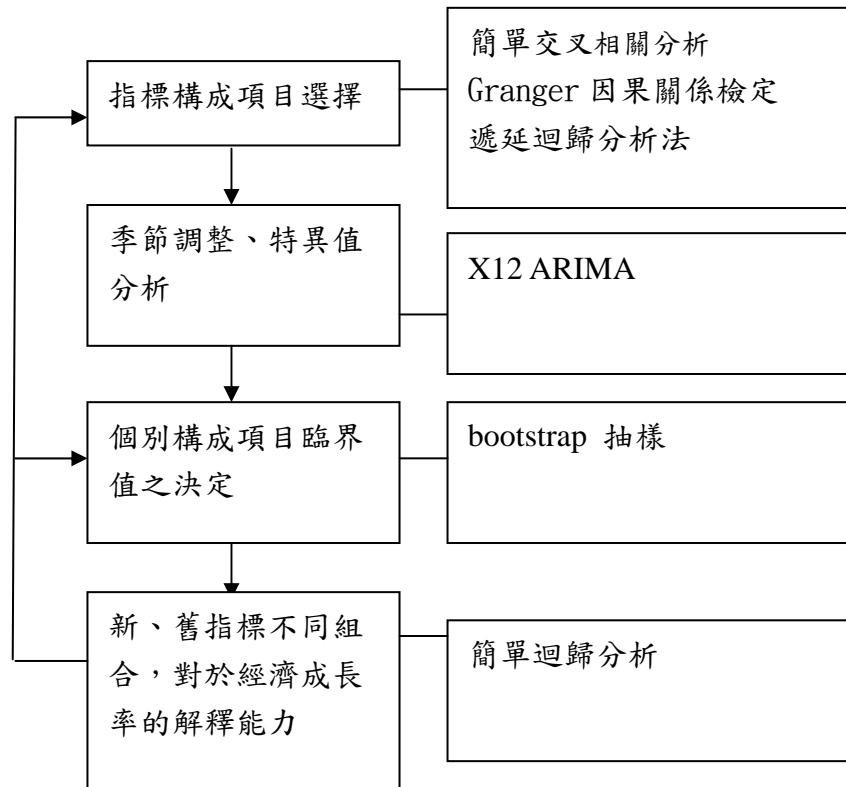 指標構成項目選擇
簡單交叉相關分析
Granger 因果關係檢定
遞延迴歸分析法
季節調整、特異值
分析
X12 ARIMA
個別構成項目臨界
值之決定
bootstrap 抽樣
新、舊指標不同組
合，對於經濟成長
率的解釋能力
簡單迴歸分析